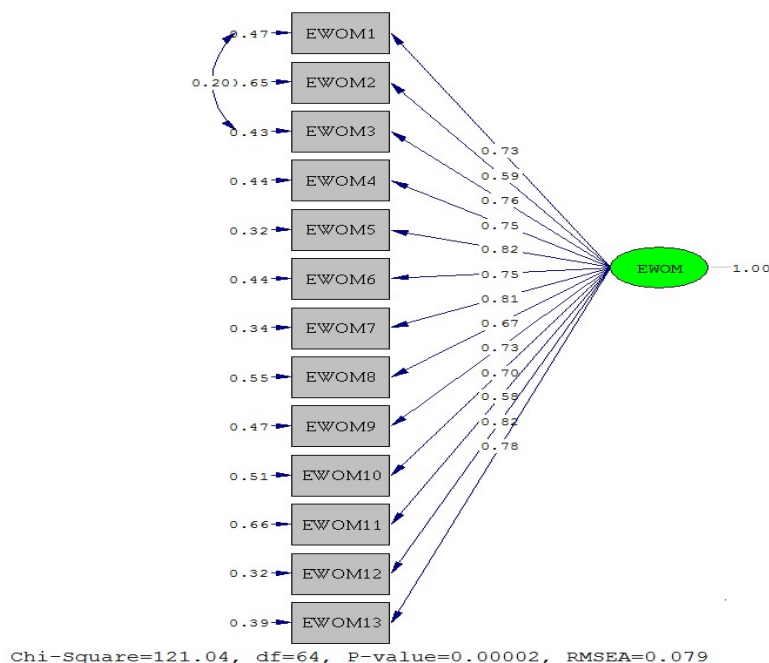 0.47 EWOM1
0.20 0.65 EWOM2
0.43 EWOM3
0.44 EWOM4
0.32 EWOM5
0.44 EWOM6
0.34 EWOM7
0.55 EWOM8
0.47 EWOM9
0.51 EWOM10
0.66 EWOM11
0.32 EWOM12
0.39 EWOM13
0.73
0.59
0.76
0.75
0.82
0.75
0.81
0.67
0.73
0.70
0.58
0.82
0.78
EWOM 1.00
Chi-Square=121.04, df=64, P-value=0.00002, RMSEA=0.079